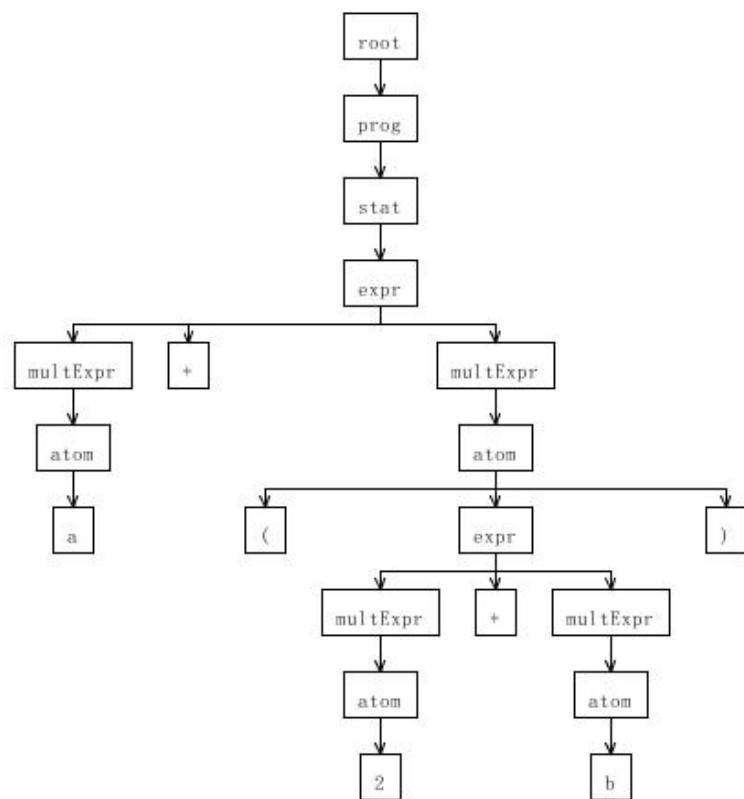 root
prog
stat
expr
multExpr + multExpr
atom atom
a ( expr )
multExpr + multExpr
atom atom
2 b